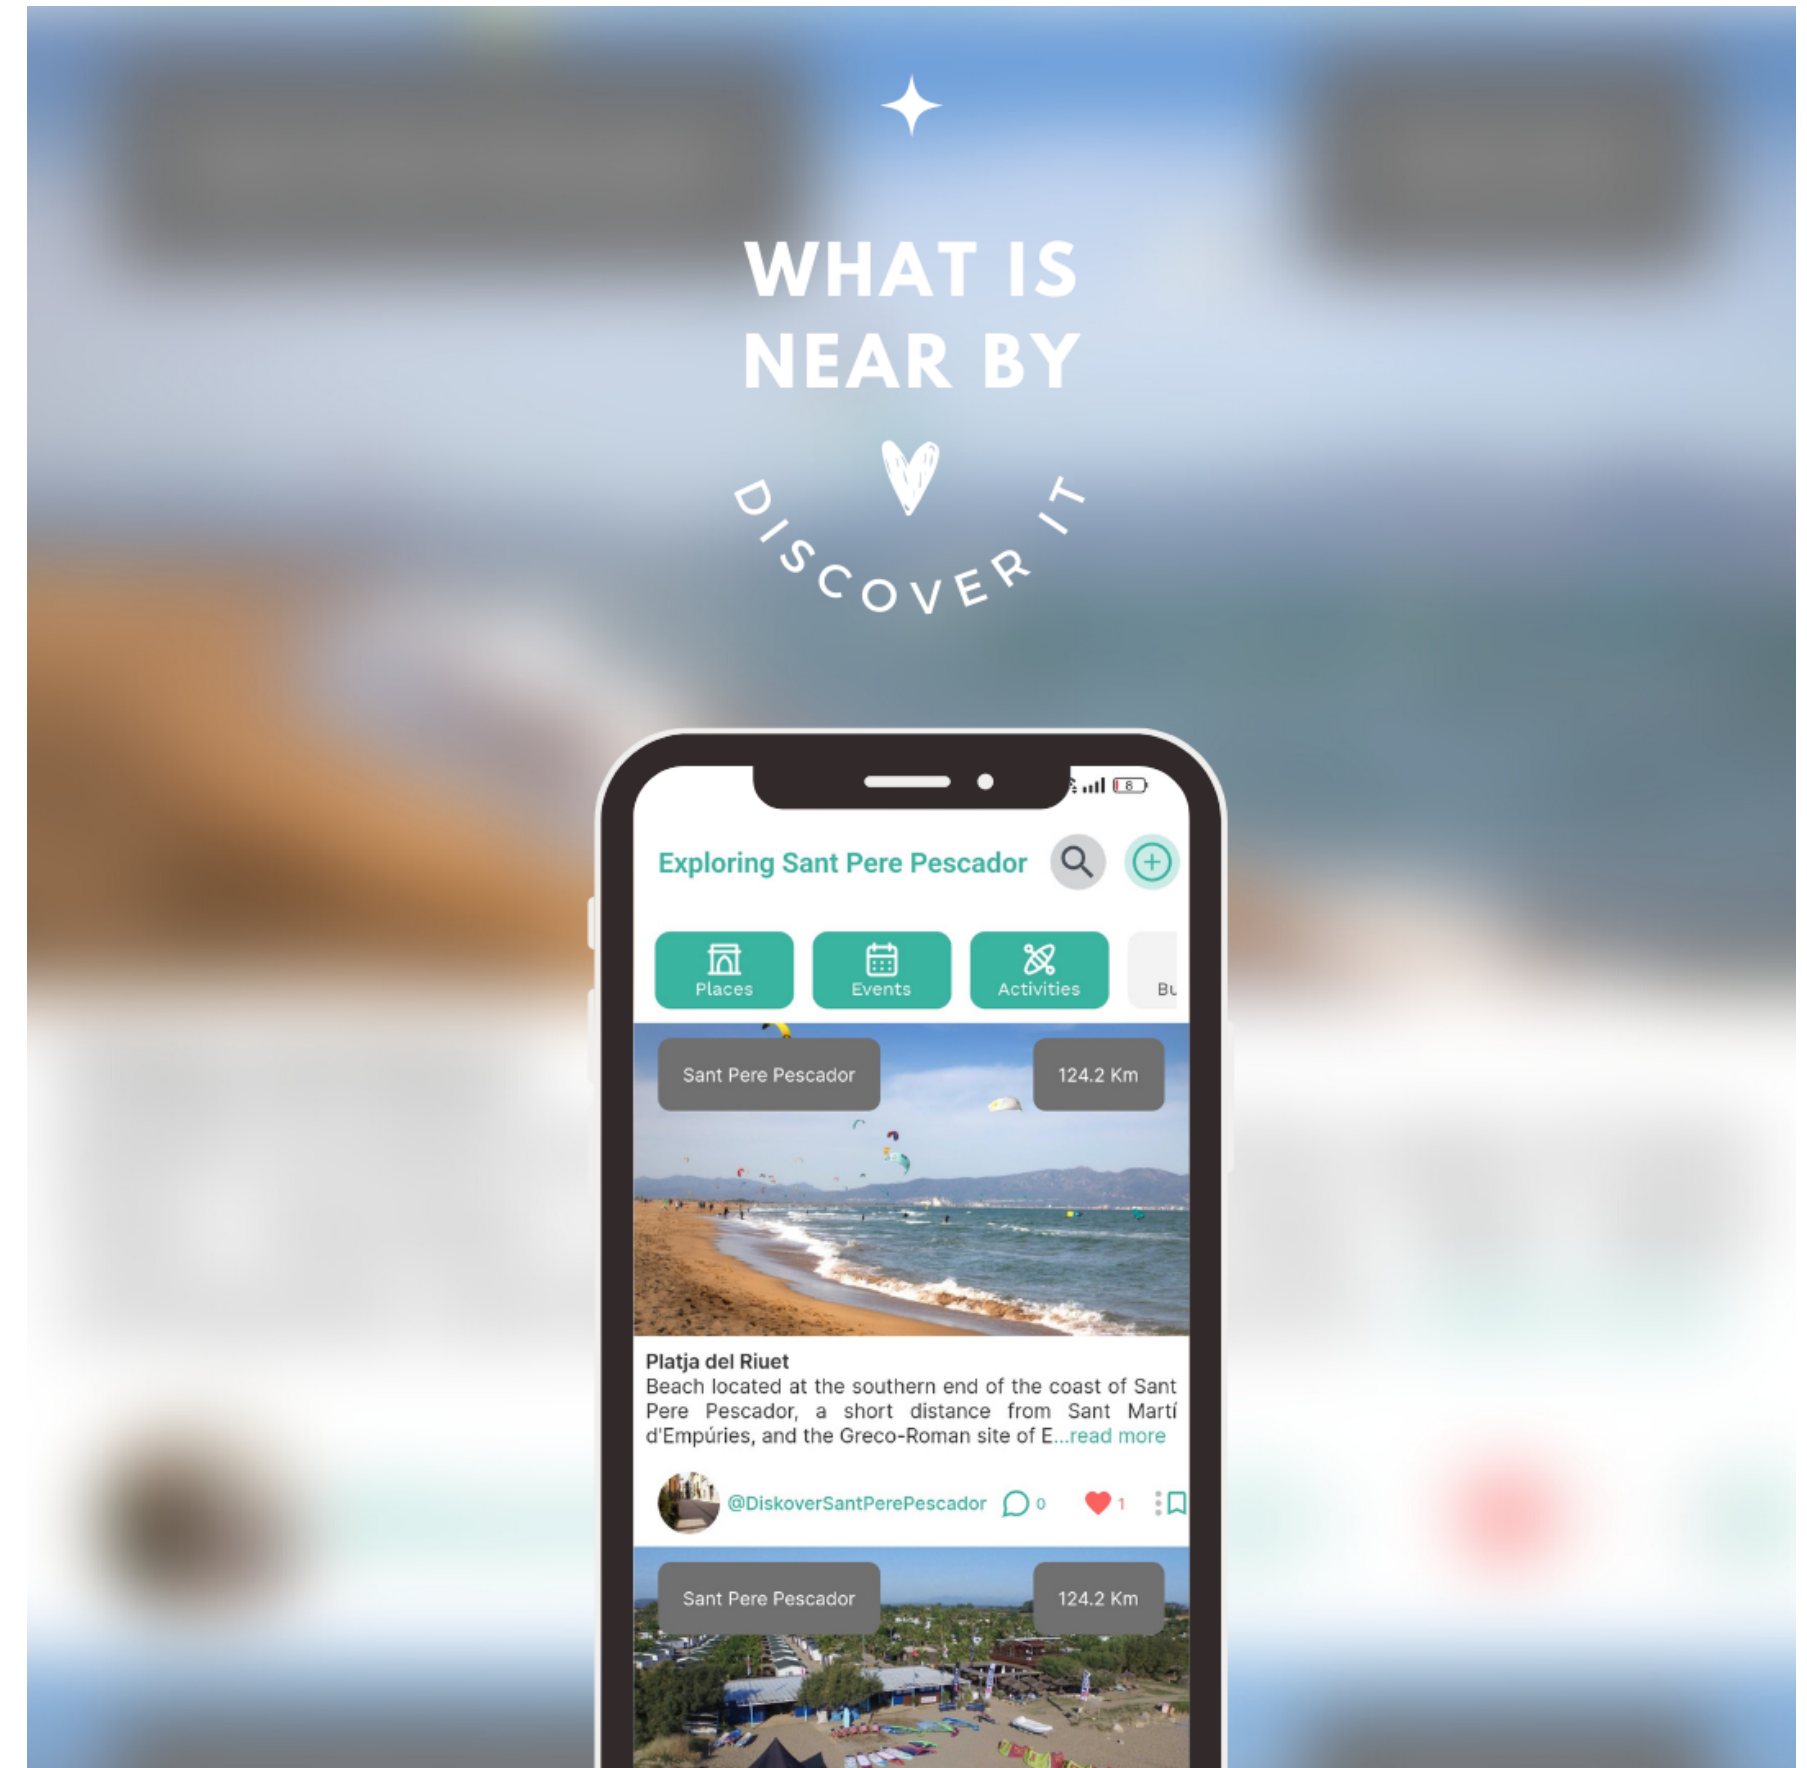 WHAT IS
NEAR BY
DISCOVER IT
8
Exploring Sant Pere Pescador
Places
Events
Activities
Bu
Sant Pere Pescador
124.2 Km
Platja del Riuet
Beach located at the southern end of the coast of Sant
Pere Pescador, a short distance from Sant Martí
d'Empúries, and the Greco-Roman site of E...read more
@DiskoverSantPerePescador
0
1
Sant Pere Pescador
124.2 Km